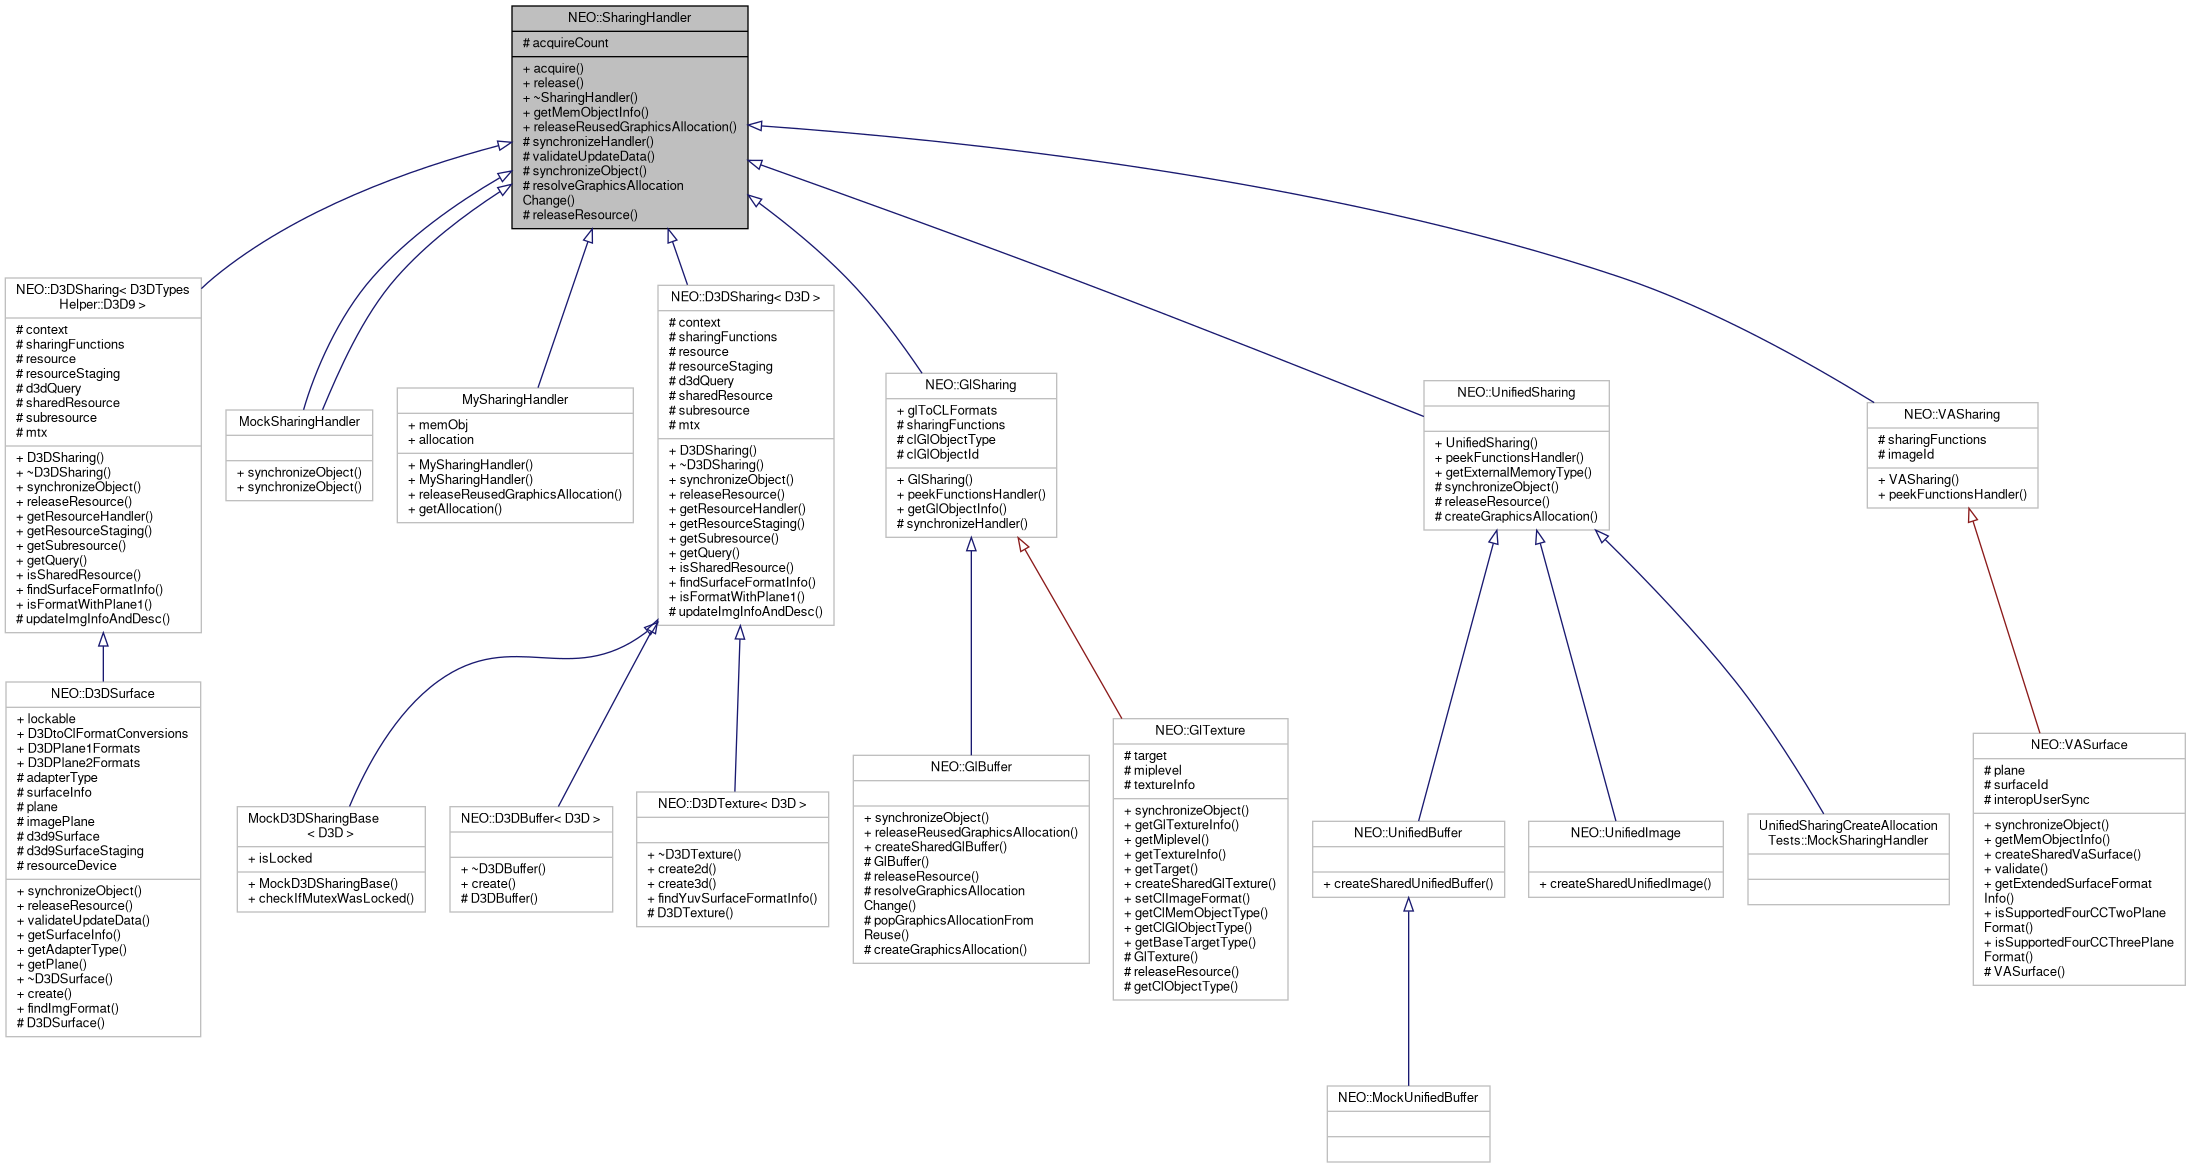 NEO::SharingHandler
# acquireCount
+ acquire()
+ release()
+ ~SharingHandler()
+ getMemObjectInfo()
+ releaseReusedGraphicsAllocation()
# synchronizeHandler()
# validateUpdateData()
# synchronizeObject()
# resolveGraphicsAllocation
Change()
# releaseResource()
NEO::D3DSharing< D3DTypes
Helper::D3D9 >
# context
# sharingFunctions
# resource
# resourceStaging
# d3dQuery
# sharedResource
# subresource
# mtx
+ D3DSharing()
+ ~D3DSharing()
+ synchronizeObject()
+ releaseResource()
+ getResourceHandler()
+ getResourceStaging()
+ getSubresource()
+ getQuery()
+ isSharedResource()
+ findSurfaceFormatInfo()
+ isFormatWithPlane1()
# updateImgInfoAndDesc()
MockSharingHandler
+ synchronizeObject()
+ synchronizeObject()
MySharingHandler
+ memObj
+ allocation
+ MySharingHandler()
+ MySharingHandler()
+ releaseReusedGraphicsAllocation()
+ getAllocation()
NEO::D3DSharing< D3D >
# context
# sharingFunctions
# resource
# resourceStaging
# d3dQuery
# sharedResource
# subresource
# mtx
+ D3DSharing()
+ ~D3DSharing()
+ synchronizeObject()
+ releaseResource()
+ getResourceHandler()
+ getResourceStaging()
+ getSubresource()
+ getQuery()
+ isSharedResource()
+ findSurfaceFormatInfo()
+ isFormatWithPlane1()
# updateImgInfoAndDesc()
NEO::GlSharing
+ glToCLFormats
# sharingFunctions
# clGlObjectType
# clGlObjectId
+ GlSharing()
+ peekFunctionsHandler()
+ getGlObjectInfo()
# synchronizeHandler()
NEO::UnifiedSharing
+ UnifiedSharing()
+ peekFunctionsHandler()
+ getExternalMemoryType()
# synchronizeObject()
# releaseResource()
# createGraphicsAllocation()
NEO::VASharing
# sharingFunctions
# imageId
+ VASharing()
+ peekFunctionsHandler()
NEO::D3DSurface
+ lockable
+ D3DtoClFormatConversions
+ D3DPlane1Formats
+ D3DPlane2Formats
# adapterType
# surfaceInfo
# plane
# imagePlane
# d3d9Surface
# d3d9SurfaceStaging
# resourceDevice
+ synchronizeObject()
+ releaseResource()
+ validateUpdateData()
+ getSurfaceInfo()
+ getAdapterType()
+ getPlane()
+ ~D3DSurface()
+ create()
+ findImgFormat()
# D3DSurface()
MockD3DSharingBase
< D3D >
+ isLocked
+ MockD3DSharingBase()
+ checkIfMutexWasLocked()
NEO::D3DBuffer< D3D >
+ ~D3DBuffer()
+ create()
# D3DBuffer()
NEO::D3DTexture< D3D >
+ ~D3DTexture()
+ create2d()
+ create3d()
+ findYuvSurfaceFormatInfo()
# D3DTexture()
NEO::GlBuffer
+ synchronizeObject()
+ releaseReusedGraphicsAllocation()
+ createSharedGlBuffer()
# GlBuffer()
# releaseResource()
# resolveGraphicsAllocation
Change()
# popGraphicsAllocationFrom
Reuse()
# createGraphicsAllocation()
NEO::GlTexture
# target
# miplevel
# textureInfo
+ synchronizeObject()
+ getGlTextureInfo()
+ getMiplevel()
+ getTextureInfo()
+ getTarget()
+ createSharedGlTexture()
+ setClImageFormat()
+ getClMemObjectType()
+ getClGlObjectType()
+ getBaseTargetType()
# GlTexture()
# releaseResource()
# getClObjectType()
NEO::UnifiedBuffer
+ createSharedUnifiedBuffer()
NEO::UnifiedImage
+ createSharedUnifiedImage()
UnifiedSharingCreateAllocation
Tests::MockSharingHandler
NEO::VASurface
# plane
# surfaceId
# interopUserSync
+ synchronizeObject()
+ getMemObjectInfo()
+ createSharedVaSurface()
+ validate()
+ getExtendedSurfaceFormat
Info()
+ isSupportedFourCCTwoPlane
Format()
+ isSupportedFourCCThreePlane
Format()
# VASurface()
NEO::MockUnifiedBuffer